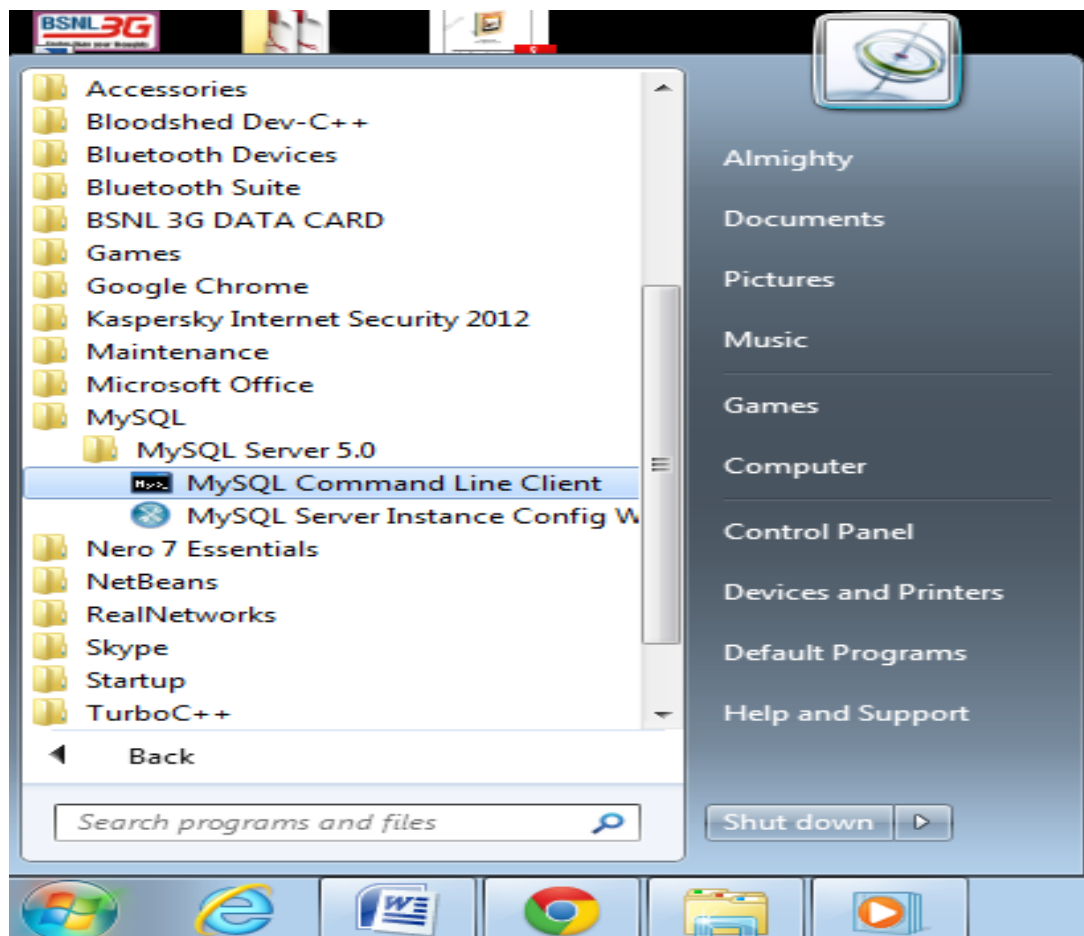 BSNL 3G
Accessories
Bloodshed Dev-C++
Bluetooth Devices
Bluetooth Suite
BSNL 3G DATA CARD
Games
Google Chrome
Kaspersky Internet Security 2012
Maintenance
Microsoft Office
MySQL
MySQL Server 5.0
MySQL Command Line Client
MySQL Server Instance Config W
Nero 7 Essentials
NetBeans
RealNetworks
Skype
Startup
TurboC++
Back
Search programs and files
Almighty
Documents
Pictures
Music
Games
Computer
Control Panel
Devices and Printers
Default Programs
Help and Support
Shut down